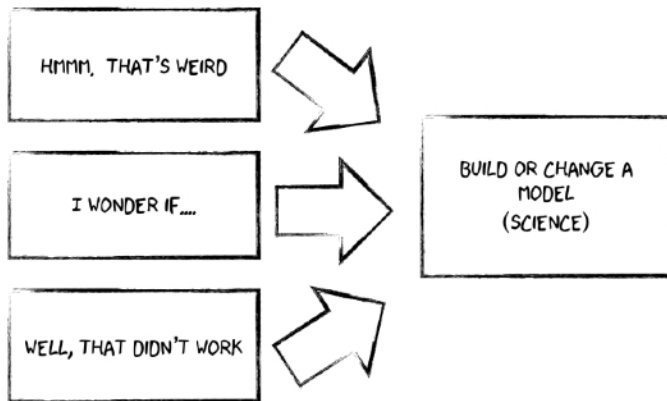 HMMM, THAT'S WEIRD
I WONDER IF....
WELL, THAT DIDN'T WORK
BUILD OR CHANGE A
MODEL
(SCIENCE)